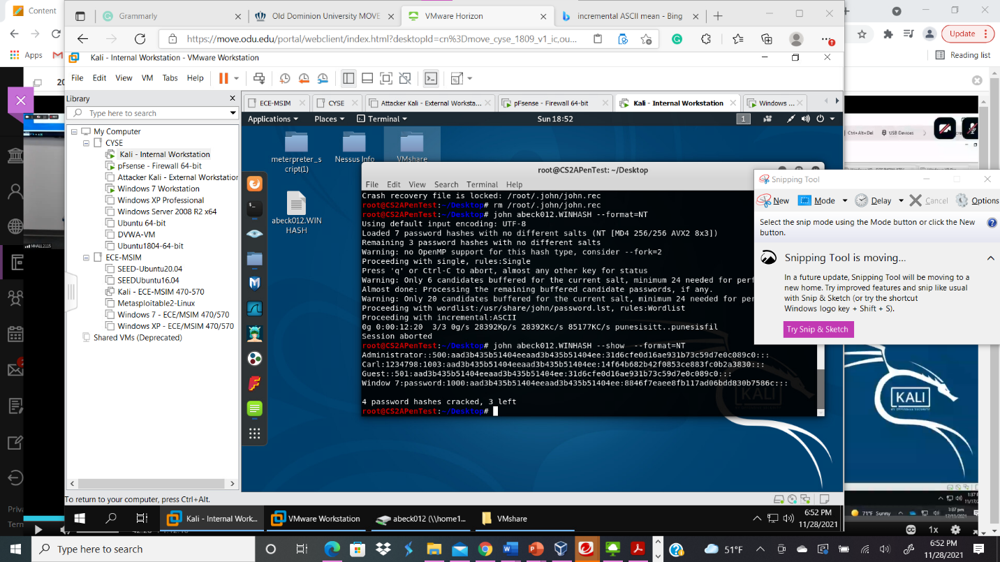 Content
Grammarly
Old Dominion University MOVE
VMware Horizon
incremental ASCII mean - Bing
https://move.odu.edu/portal/webclient/index.html?desktopId=cn%3Dmove_cyse_1809_v1_ic,ou...
Update
Apps
Reading list
Kali - Internal Workstation - VMware Workstation
File Edit View VM Tabs Help
Library
Type here to search
My Computer
CYSE
Kali - Internal Workstation
pFsense - Firewall 64-bit
Attacker Kali - External Workstation
Windows 7 Workstation
Windows XP Professional
Windows Server 2008 R2 x64
Ubuntu 64-bit
DVWA-VM
Ubuntu1804-64-bit
ECE-MSIM
SEED-Ubuntu20.04
SEEDUbuntu16.04
Kali - ECE-MSIM 470-570
Metasploitable2-Linux
Windows 7 - ECE/MSIM 470/570
Windows XP - ECE/MSIM 470/570
Shared VMs (Deprecated)
ECE-MSIM
CYSE
Attacker Kali - External Worksta...
pFsense - Firewall 64-bit
Kali - Internal Workstation
Windows ...
Applications Places Terminal
Sun 18:52
1
meterpreter_s
cript(1)
Nessus Info
VMshare
abeck012.WIN
HASH
root@CS2APenTest: ~/Desktop
File Edit View Search Terminal Help
Crash recovery file is locked: /root/.john/john.rec
root@CS2APenTest:~/Desktop# rm /root/.john/john.rec
root@CS2APenTest:~/Desktop# john abeck012.WINHASH --format=NT
Using default input encoding: UTF-8
Loaded 7 password hashes with no different salts (NT [MD4 256/256 AVX2 8x3])
Remaining 3 password hashes with no different salts
Warning: no OpenMP support for this hash type, consider --fork=2
Proceeding with single, rules:Single
Press 'q' or Ctrl-C to abort, almost any other key for status
Warning: Only 6 candidates buffered for the current salt, minimum 24 needed for perf
Almost done: Processing the remaining buffered candidate passwords, if any.
Warning: Only 20 candidates buffered for the current salt, minimum 24 needed for per
Proceeding with wordlist:/usr/share/john/password.lst, rules:Wordlist
Proceeding with incremental:ASCII
0g 0:00:12:20 3/3 0g/s 28392Kp/s 28392Kc/s 85177KC/s punesisitt..punesisfil
Session aborted
root@CS2APenTest:~/Desktop# john abeck012.WINHASH --show --format=NT
Administrator::500:aad3b435b51404eeaad3b435b51404ee:31d6cfe0d16ae931b73c59d7e0c089c0:::
Carl:1234798:1003:aad3b435b51404eeaad3b435b51404ee:14f64b682b42f0853ce883fc0b2a3830:::
Guest::501:aad3b435b51404eeaad3b435b51404ee:31d6cfe0d16ae931b73c59d7e0c089c0:::
Window 7:password:1000:aad3b435b51404eeaad3b435b51404ee:8846f7eaee8fb117ad06bdd830b7586c:::
4 password hashes cracked, 3 left
root@CS2APenTest:~/Desktop#
KALI
Snipping Tool
New Mode Delay Cancel Options
Select the snip mode using the Mode button or click the New
button.
Snipping Tool is moving...
In a future update, Snipping Tool will be moving to a
new home. Try improved features and snip like usual
with Snip & Sketch (or try the shortcut
Windows logo key + Shift + S).
Try Snip & Sketch
Ctrl+Alt+Del
USB Devices
KALI
MHALL2115
To return to your computer, press Ctrl+Alt.
Kali - Internal Work...
VMware Workstation
abeck012 (\\home1...
VMshare
6:52 PM
11/28/2021
71°F Sunny
1:37 pm
17/11/2021
1x
Type here to search
51°F
6:52 PM
11/28/2021